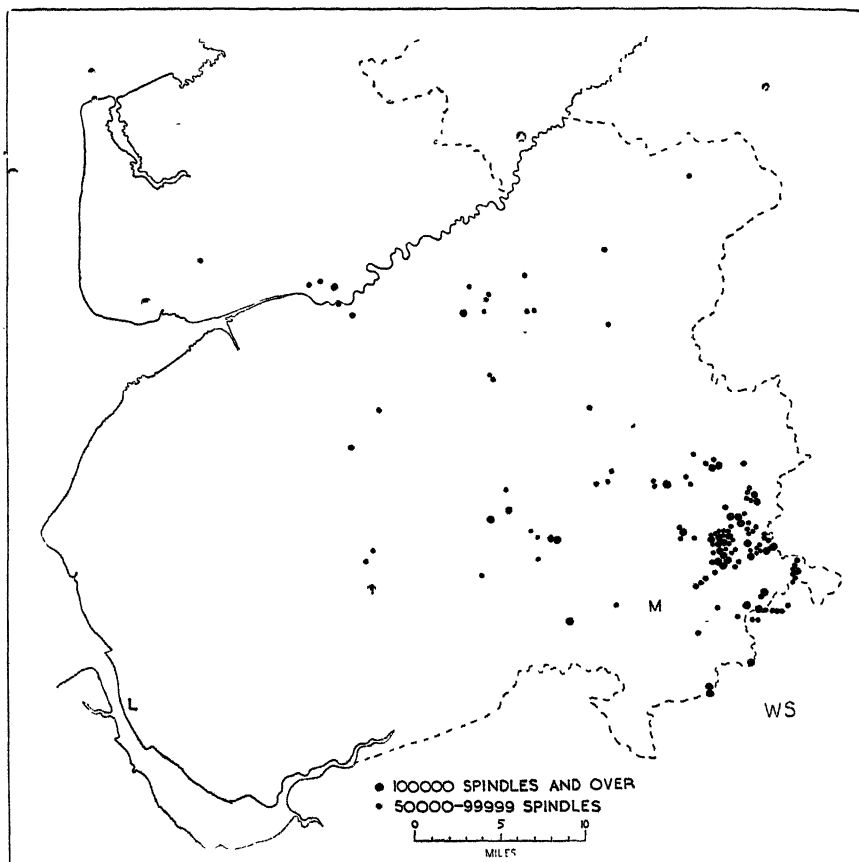 M
L
WS
100000 SPINDLES AND OVER
50000-99999 SPINDLES
0 5 10
MILES